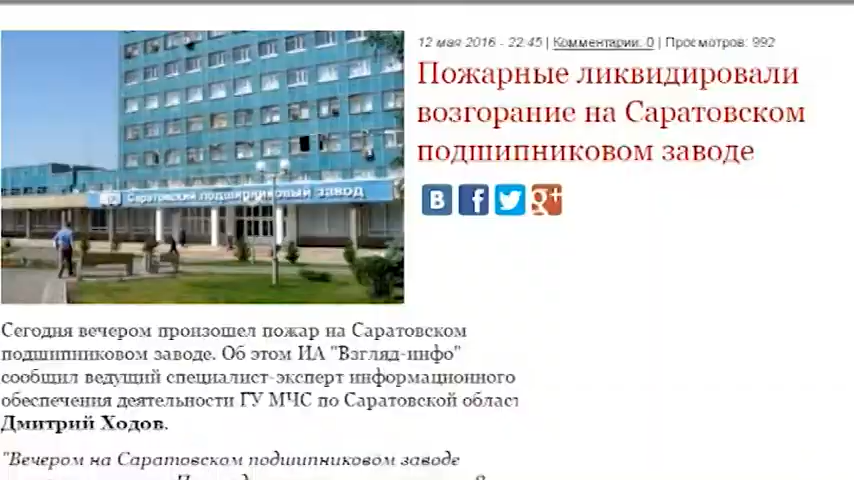 12 мая 2016 - 22:45 | Комментарии: 0 | Просмотров: 992
Пожарные ликвидировали
возгорание на Саратовском
подшипниковом заводе
Саратовский подшипниковый завод
Сегодня вечером произошел пожар на Саратовском
подшипниковом заводе. Об этом ИА "Взгляд-инфо"
сообщил ведущий специалист-эксперт информационного
обеспечения деятельности ГУ МЧС по Саратовской област
Дмитрий Ходов.
"Вечером на Саратовском подшипниковом заводе